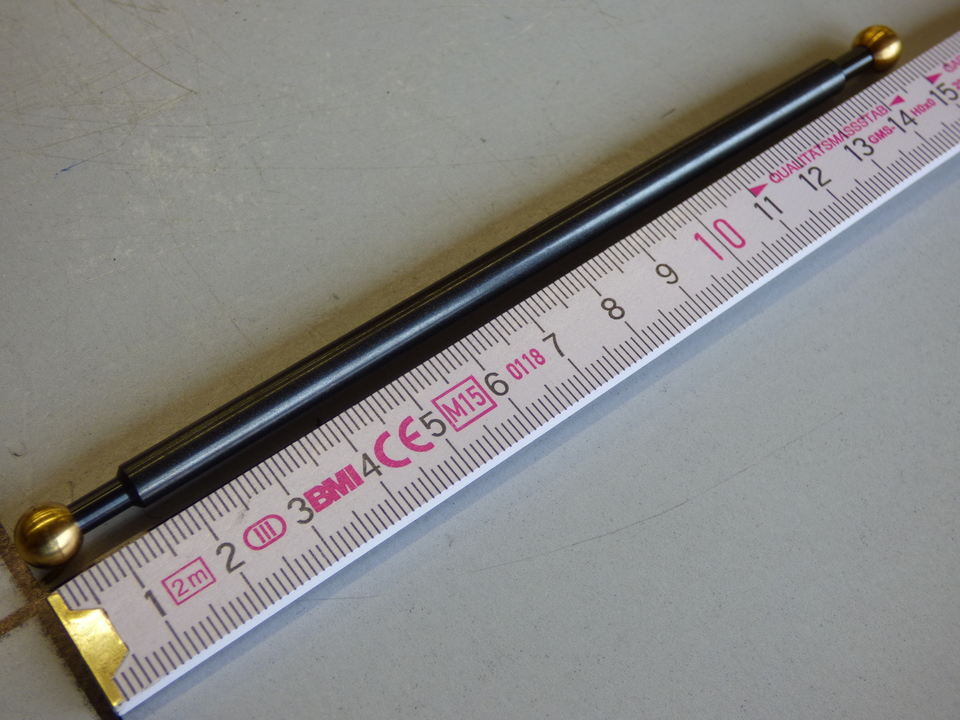 1 2m 2 III 3 BMI 4 CE 5 M15 6 0118 7 8 9 10 11 12 13 14 15
QUALITÄTSMASSSTAB
GMS- H0x0